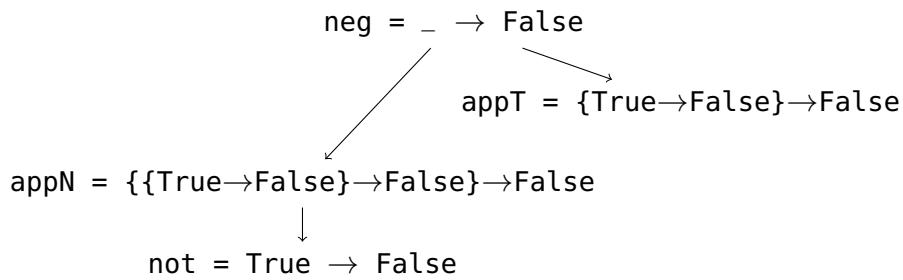 neg = _ → False
appT = {True→False}→False
appN = {{True→False}→False}→False
not = True → False